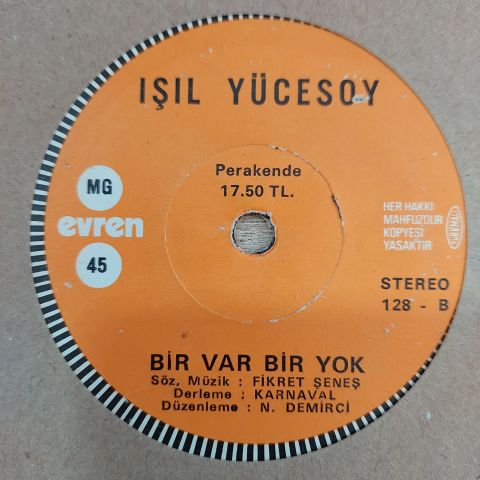 IŞIL YÜCESOY
Perakende
17.50 TL.
MG
evren
45
HER HAKKI
MAHFUZDUR
KOPYESİ
YASAKTIR
TÜRKMALI
STEREO
128 - B
BİR VAR BİR YOK
Söz, Müzik : FİKRET ŞENEŞ
Derleme : KARNAVAL
Düzenleme : N. DEMİRCİ